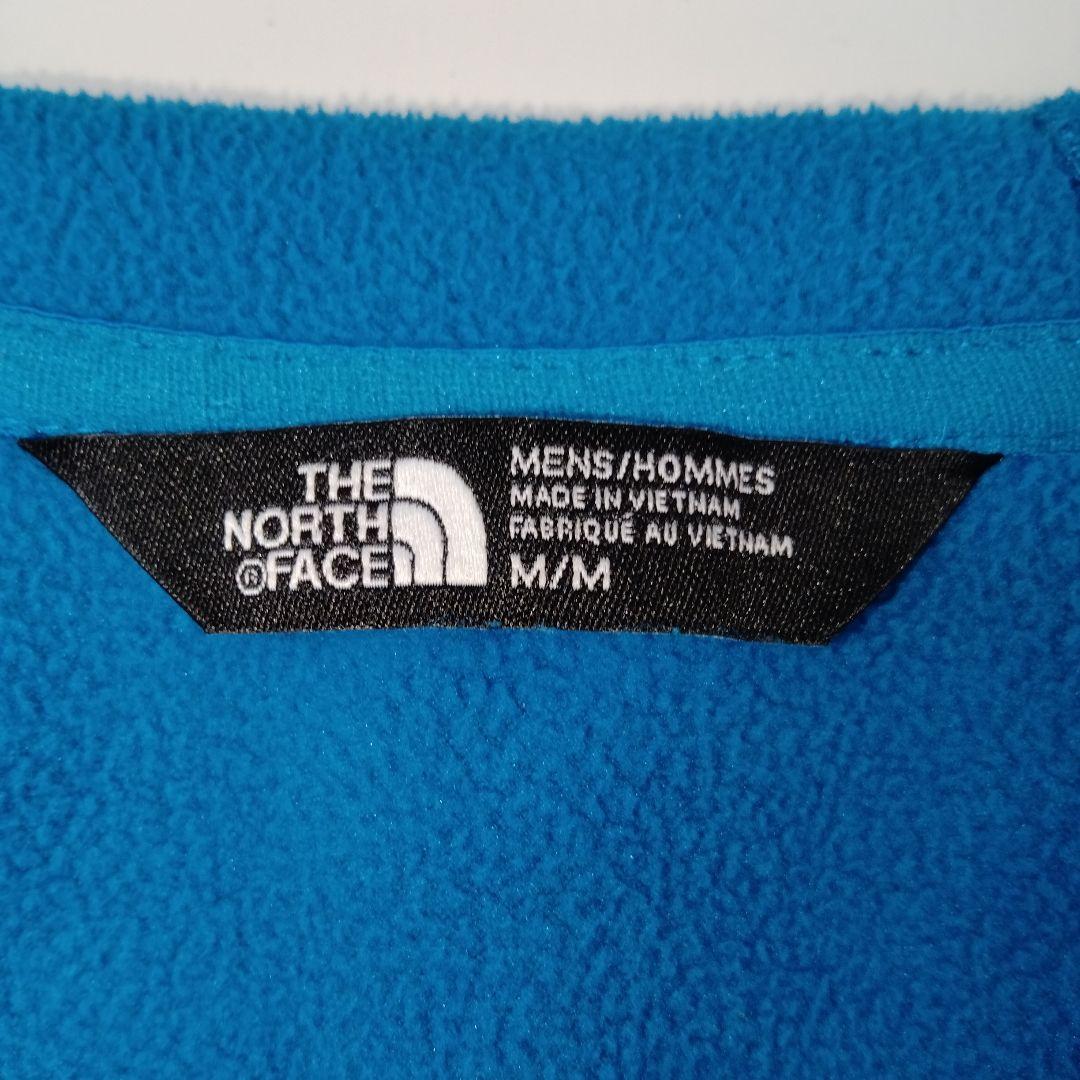 THE
NORTH
®FACE
MENS/HOMMES
MADE IN VIETNAM
FABRIQUÉ AU VIETNAM
M/M